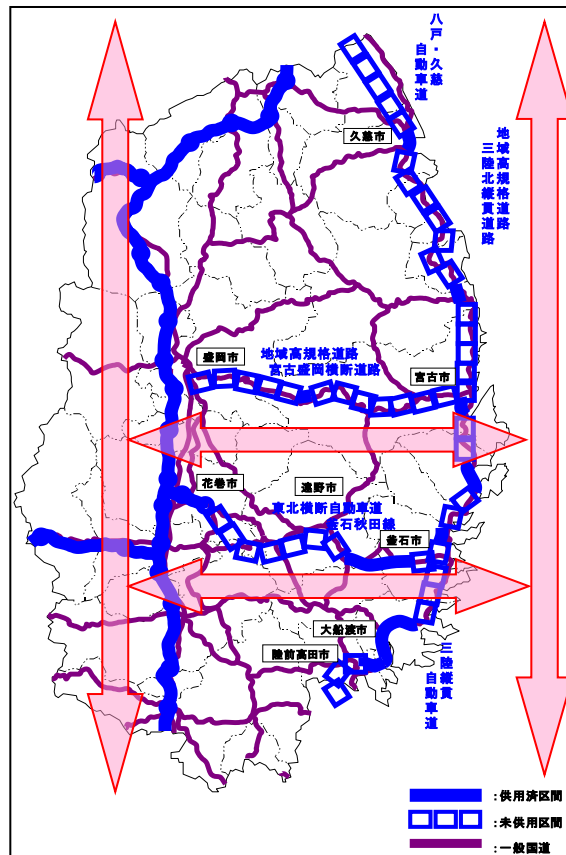 八戸・久慈
自動車道
久慈市
地域高規格道路
三陸北縦貫道路
盛岡市
地域高規格道路
宮古盛岡横断道路
宮古市
花巻市
遠野市
東北横断自動車道
釜石秋田線
釜石市
大船渡市
陸前高田市
三陸縦貫
自動車道
：供用済区間
：未供用区間
：一般国道